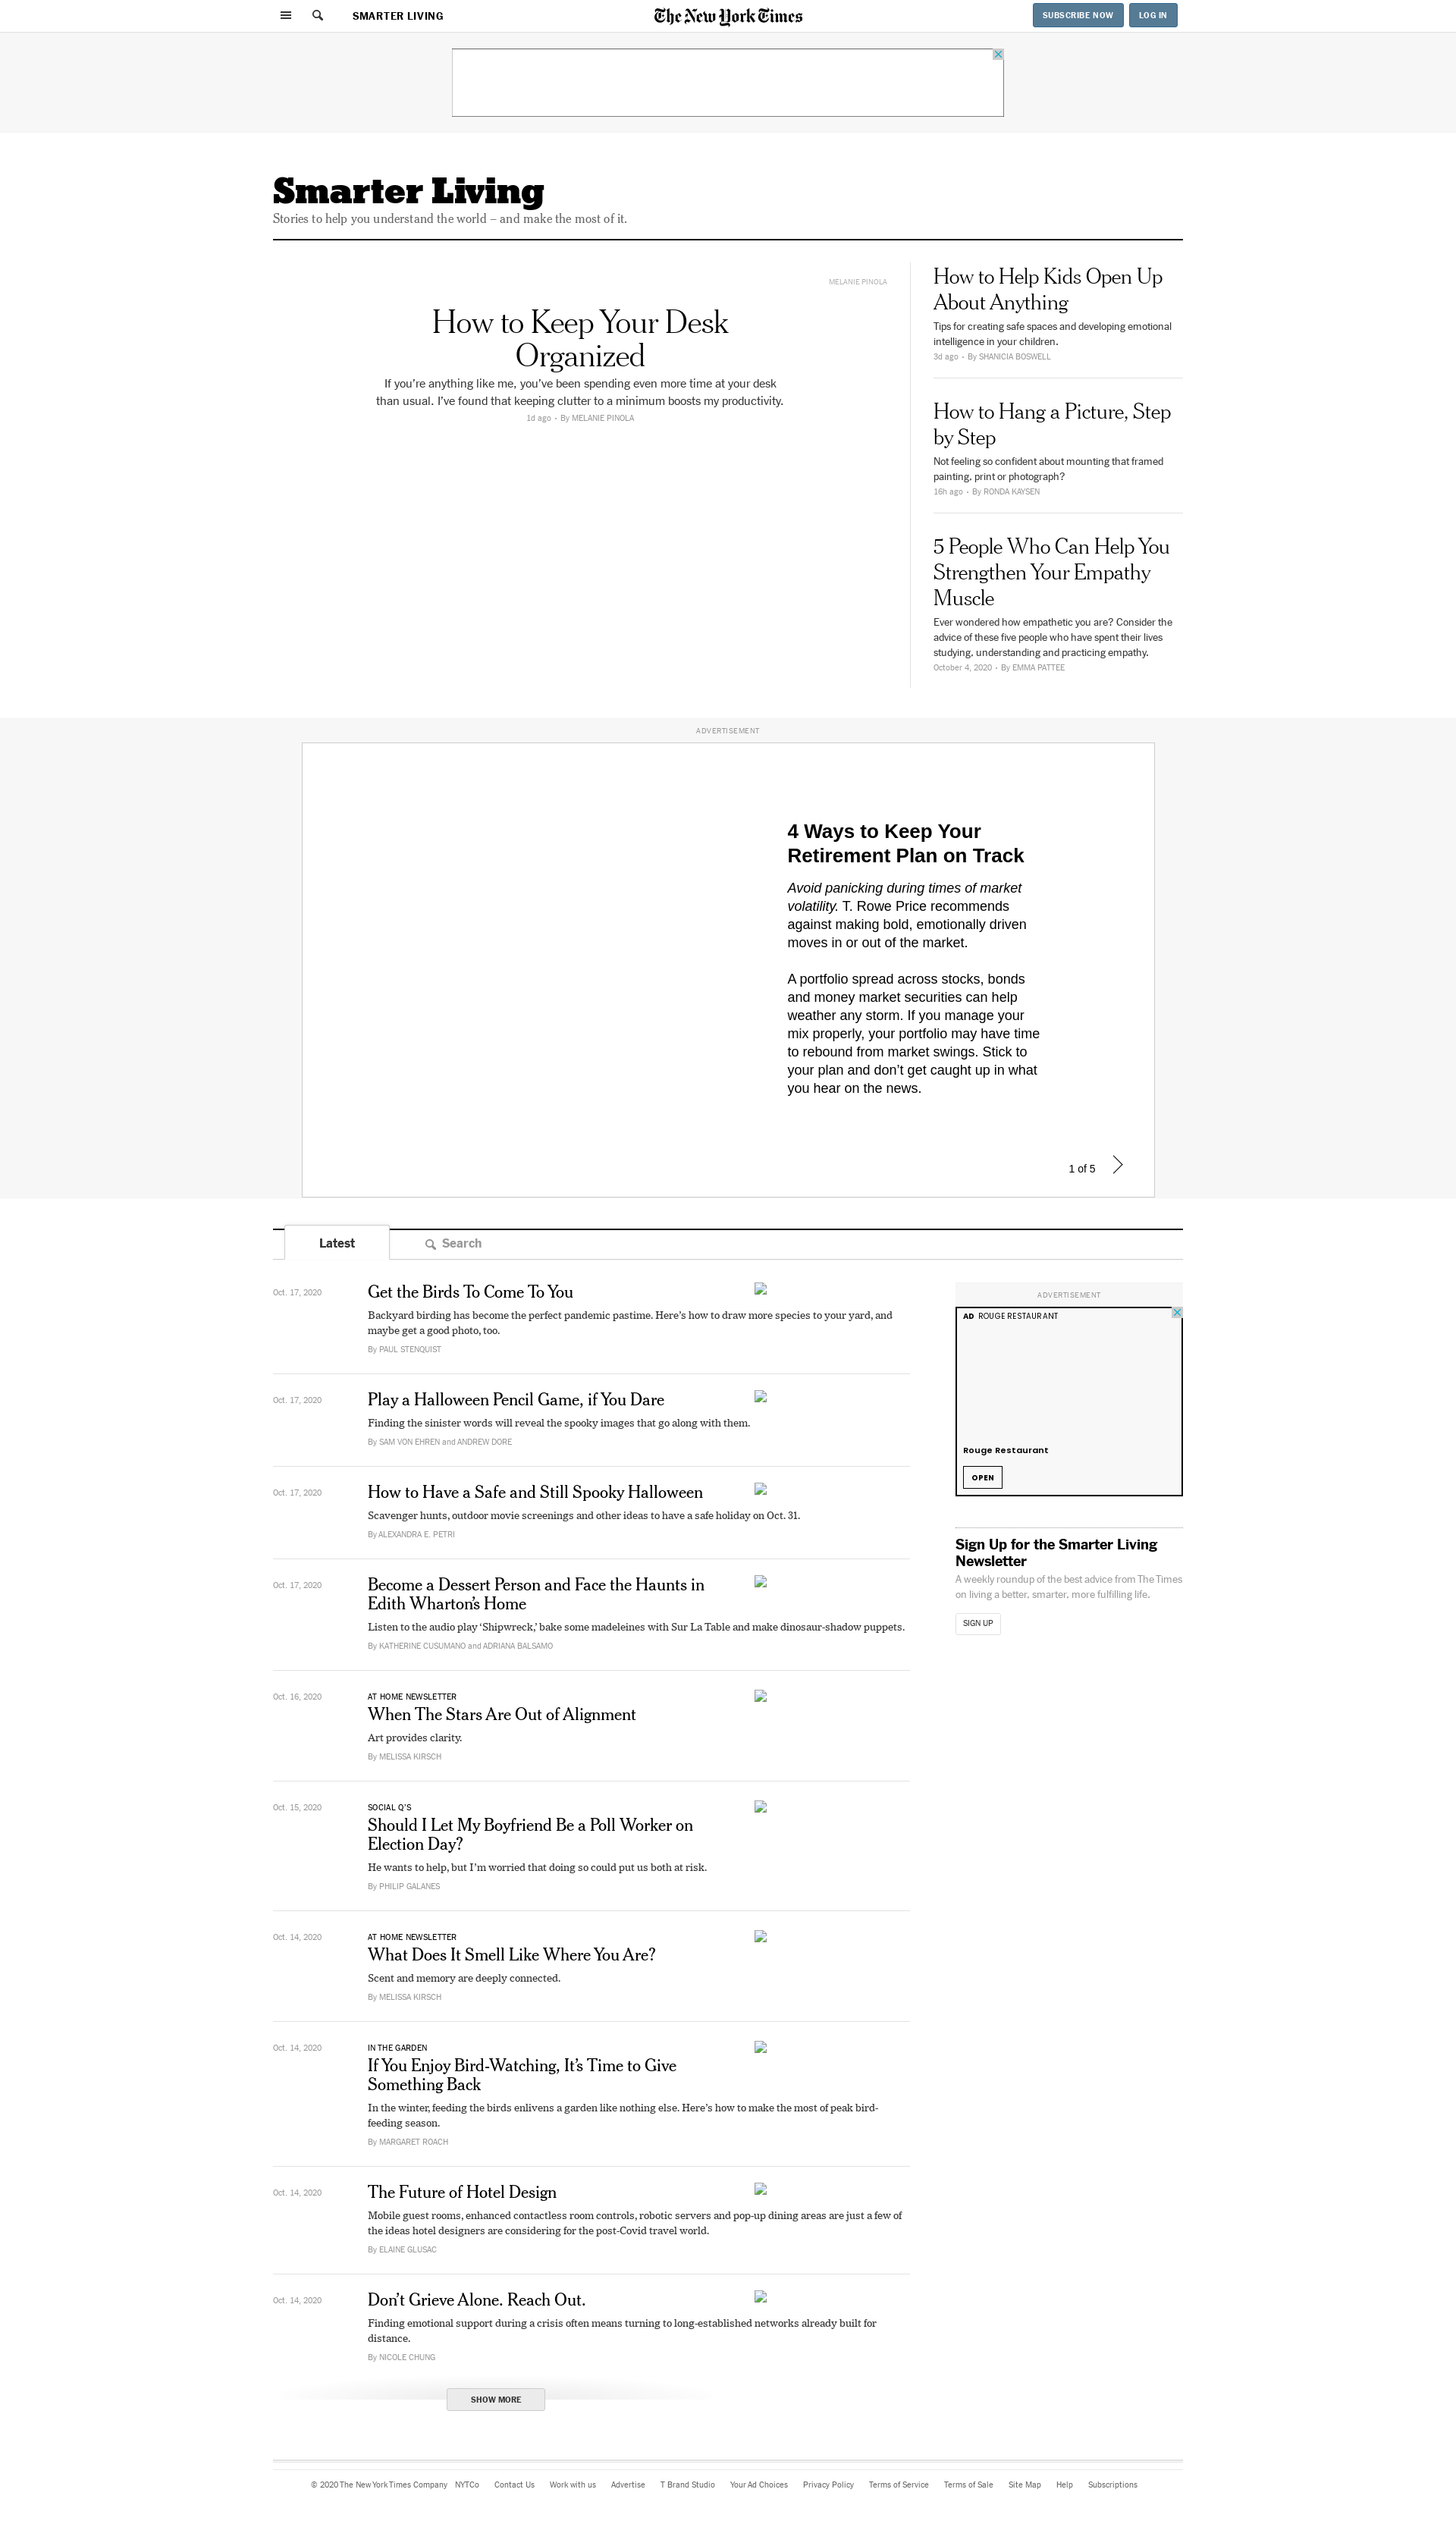 SMARTER LIVING
The New York Times
SUBSCRIBE NOW
LOG IN
Smarter Living
Stories to help you understand the world – and make the most of it.
MELANIE PINOLA
How to Keep Your Desk
Organized
If you’re anything like me, you’ve been spending even more time at your desk
than usual. I’ve found that keeping clutter to a minimum boosts my productivity.
1d ago • By MELANIE PINOLA
How to Help Kids Open Up
About Anything
Tips for creating safe spaces and developing emotional
intelligence in your children.
3d ago • By SHANICIA BOSWELL
How to Hang a Picture, Step
by Step
Not feeling so confident about mounting that framed
painting, print or photograph?
16h ago • By RONDA KAYSEN
5 People Who Can Help You
Strengthen Your Empathy
Muscle
Ever wondered how empathetic you are? Consider the
advice of these five people who have spent their lives
studying, understanding and practicing empathy.
October 4, 2020 • By EMMA PATTEE
ADVERTISEMENT
4 Ways to Keep Your
Retirement Plan on Track
Avoid panicking during times of market
volatility. T. Rowe Price recommends
against making bold, emotionally driven
moves in or out of the market.
A portfolio spread across stocks, bonds
and money market securities can help
weather any storm. If you manage your
mix properly, your portfolio may have time
to rebound from market swings. Stick to
your plan and don’t get caught up in what
you hear on the news.
1 of 5
Latest
Search
Oct. 17, 2020
Get the Birds To Come To You
Backyard birding has become the perfect pandemic pastime. Here’s how to draw more species to your yard, and
maybe get a good photo, too.
By PAUL STENQUIST
Oct. 17, 2020
Play a Halloween Pencil Game, if You Dare
Finding the sinister words will reveal the spooky images that go along with them.
By SAM VON EHREN and ANDREW DORE
Oct. 17, 2020
How to Have a Safe and Still Spooky Halloween
Scavenger hunts, outdoor movie screenings and other ideas to have a safe holiday on Oct. 31.
By ALEXANDRA E. PETRI
Oct. 17, 2020
Become a Dessert Person and Face the Haunts in
Edith Wharton’s Home
Listen to the audio play ‘Shipwreck,’ bake some madeleines with Sur La Table and make dinosaur-shadow puppets.
By KATHERINE CUSUMANO and ADRIANA BALSAMO
Oct. 16, 2020
AT HOME NEWSLETTER
When The Stars Are Out of Alignment
Art provides clarity.
By MELISSA KIRSCH
Oct. 15, 2020
SOCIAL Q’S
Should I Let My Boyfriend Be a Poll Worker on
Election Day?
He wants to help, but I’m worried that doing so could put us both at risk.
By PHILIP GALANES
Oct. 14, 2020
AT HOME NEWSLETTER
What Does It Smell Like Where You Are?
Scent and memory are deeply connected.
By MELISSA KIRSCH
Oct. 14, 2020
IN THE GARDEN
If You Enjoy Bird-Watching, It’s Time to Give
Something Back
In the winter, feeding the birds enlivens a garden like nothing else. Here’s how to make the most of peak bird-
feeding season.
By MARGARET ROACH
Oct. 14, 2020
The Future of Hotel Design
Mobile guest rooms, enhanced contactless room controls, robotic servers and pop-up dining areas are just a few of
the ideas hotel designers are considering for the post-Covid travel world.
By ELAINE GLUSAC
Oct. 14, 2020
Don’t Grieve Alone. Reach Out.
Finding emotional support during a crisis often means turning to long-established networks already built for
distance.
By NICOLE CHUNG
SHOW MORE
ADVERTISEMENT
AD ROUGE RESTAURANT
Rouge Restaurant
OPEN
Sign Up for the Smarter Living
Newsletter
A weekly roundup of the best advice from The Times
on living a better, smarter, more fulfilling life.
SIGN UP
© 2020 The New York Times Company NYTCo Contact Us Work with us Advertise T Brand Studio Your Ad Choices Privacy Policy Terms of Service Terms of Sale Site Map Help Subscriptions